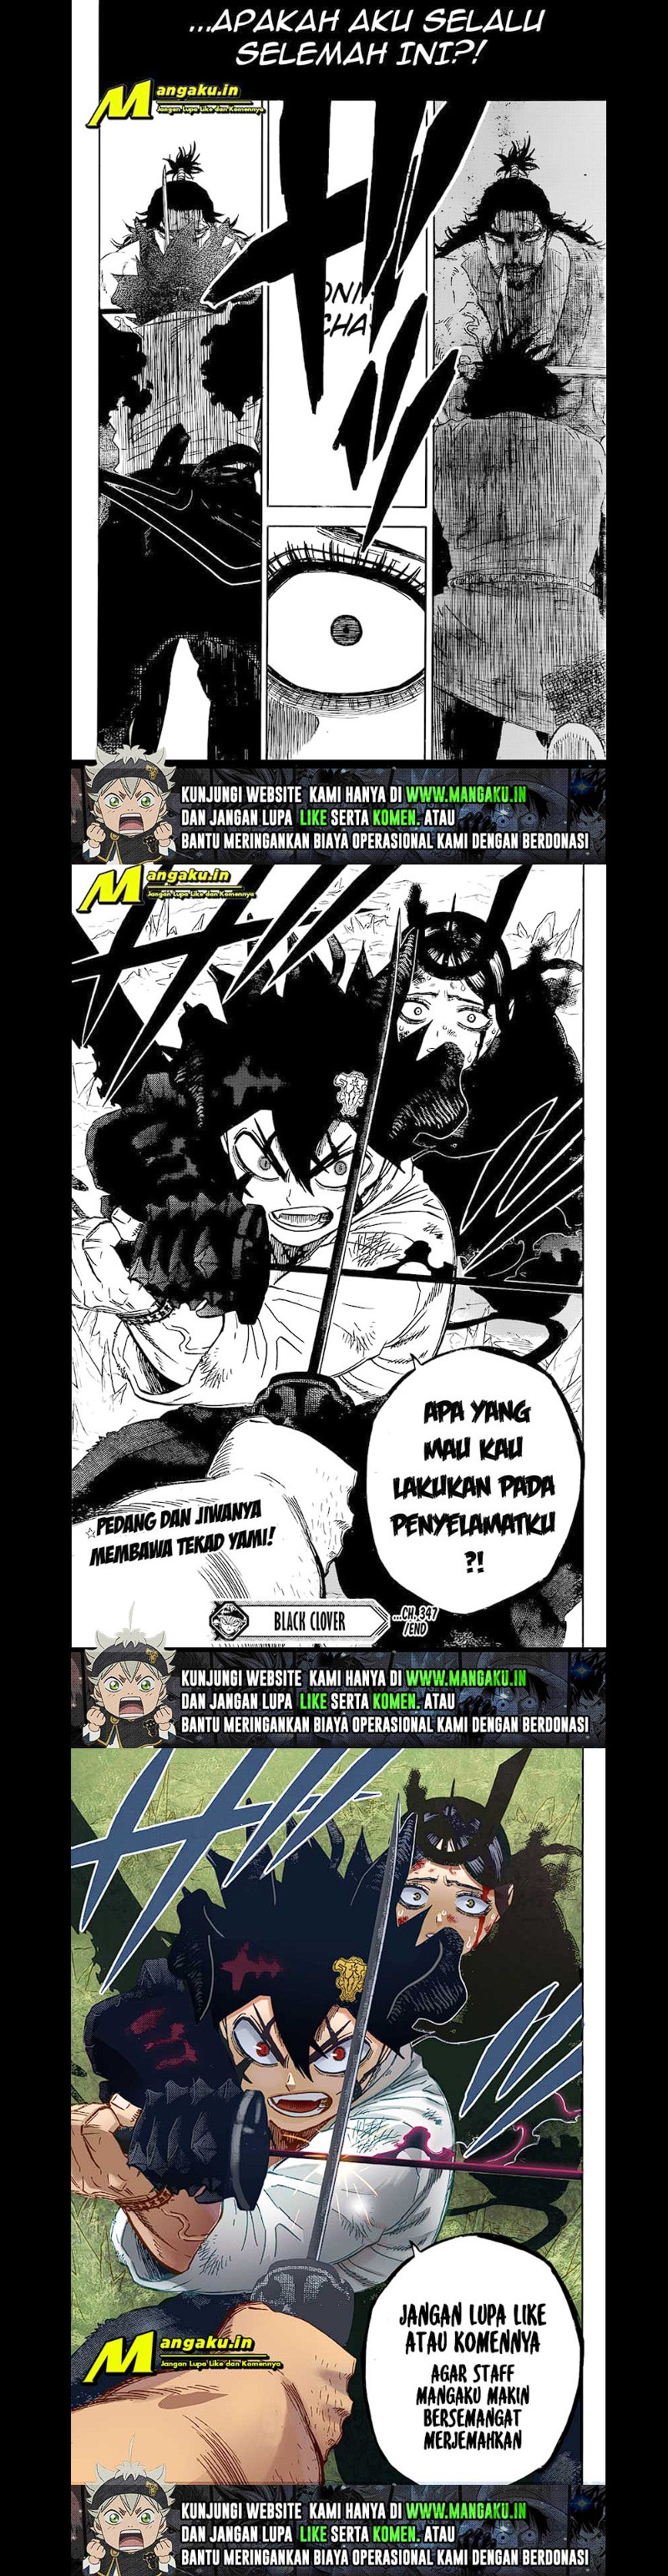 ...APAKAH AKU SELALU
SELEMAH INI?!
Mangaku.in
Jangan Lupa Like dan Komennya
KUNJUNGI WEBSITE KAMI HANYA DI WWW.MANGAKU.IN
DAN JANGAN LUPA LIKE SERTA KOMEN. ATAU
BANTU MERINGANKAN BIAYA OPERASIONAL KAMI DENGAN BERDONASI
Mangaku.in
Jangan Lupa Like dan Komennya
APA YANG
MAU KAU
LAKUKAN PADA
PENYELAMATKU
?!
☆PEDANG DAN JIWANYA
MEMBAWA TEKAD YAMI!
BLACK CLOVER
...CH.347
/END
KUNJUNGI WEBSITE KAMI HANYA DI WWW.MANGAKU.IN
DAN JANGAN LUPA LIKE SERTA KOMEN. ATAU
BANTU MERINGANKAN BIAYA OPERASIONAL KAMI DENGAN BERDONASI
JANGAN LUPA LIKE
ATAU KOMENNYA
AGAR STAFF
MANGAKU MAKIN
BERSEMANGAT
MERJEMAHKAN
Mangaku.in
Jangan Lupa Like dan Komennya
KUNJUNGI WEBSITE KAMI HANYA DI WWW.MANGAKU.IN
DAN JANGAN LUPA LIKE SERTA KOMEN. ATAU
BANTU MERINGANKAN BIAYA OPERASIONAL KAMI DENGAN BERDONASI